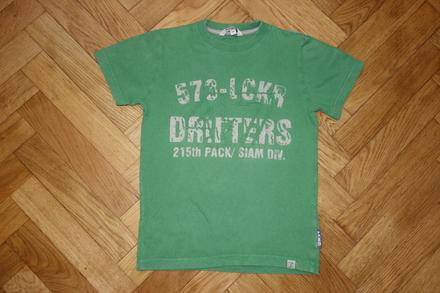 573-LCKR
DRIFTERS
215th PACK/ SIAM DIV.